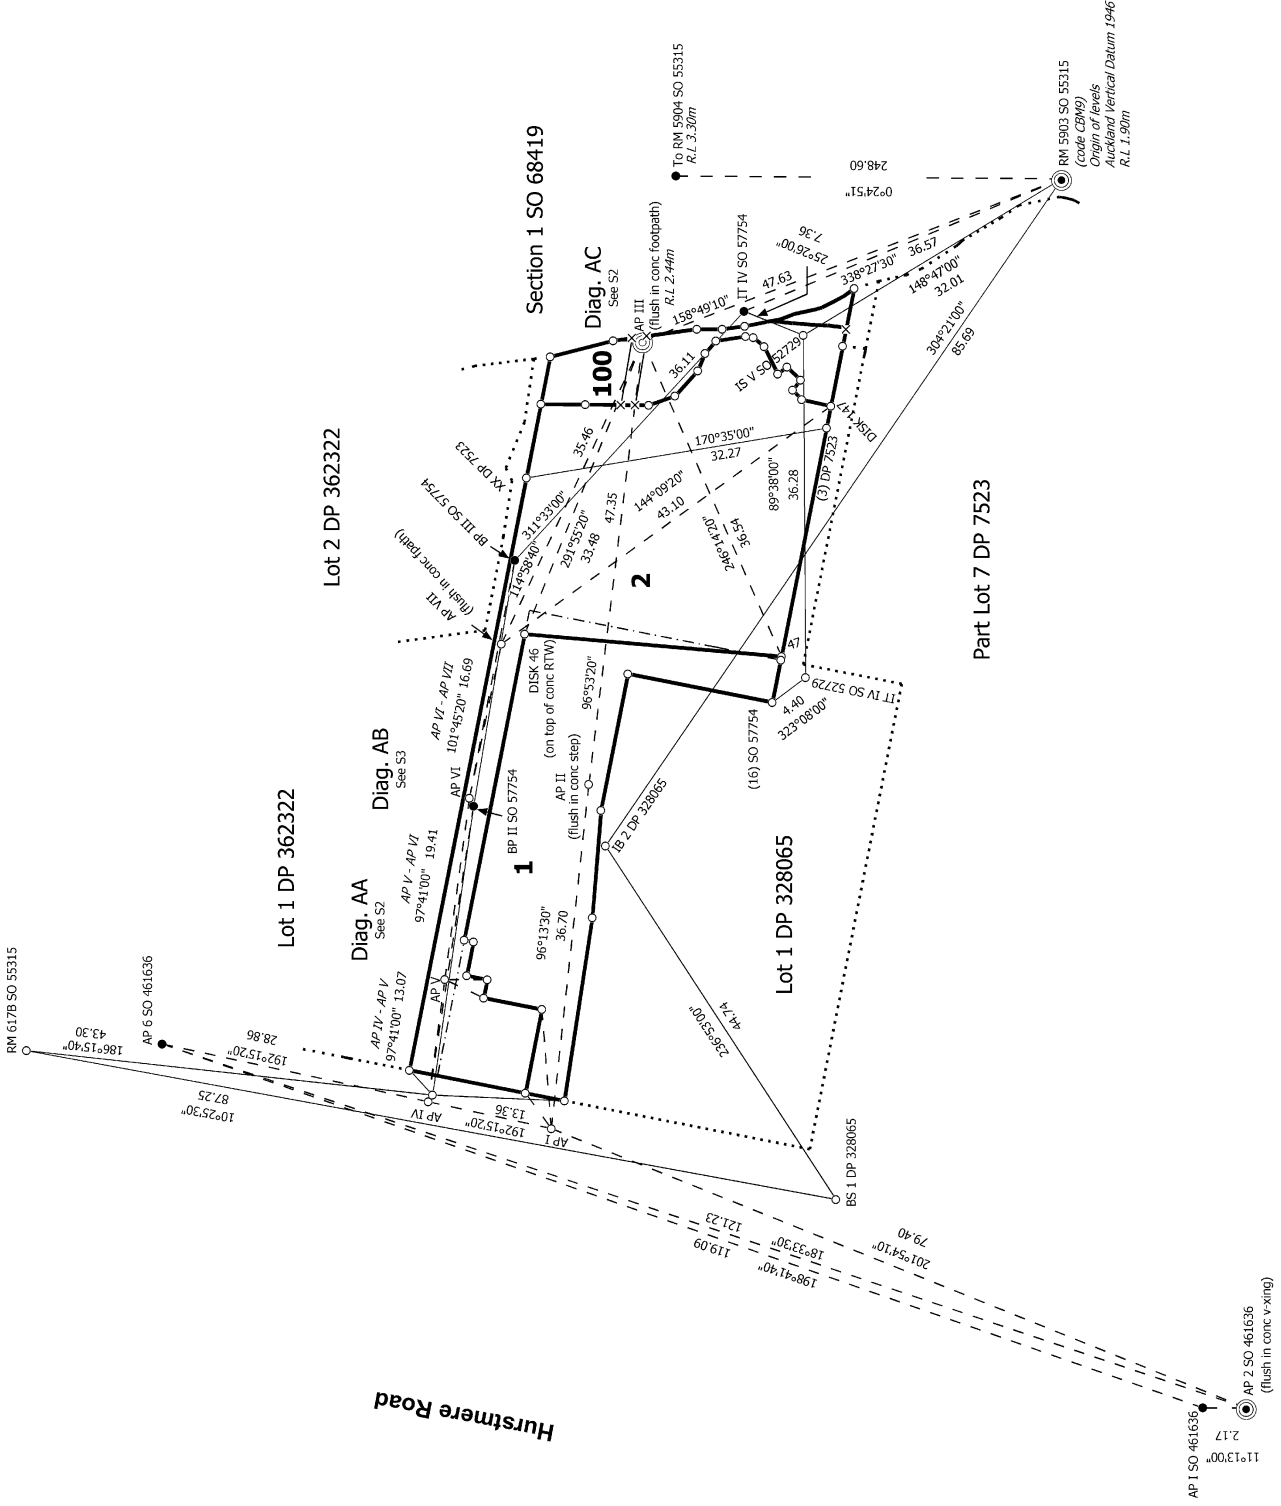 RM 617B SO 55315
43.30
186°15'40"
AP 6 SO 461636
28.86
192°15'20"
87.25
10°25'30"
Lot 1 DP 362322
Lot 2 DP 362322
Section 1 SO 68419
Diag. AA
See S2
Diag. AB
See S3
Diag. AC
See S2
To RM 5904 SO 55315
R.L 3.30m
248.60
0°24'51"
RM 5903 SO 55315
(code CBM9)
Origin of levels
Auckland Vertical Datum 1946
R.L 1.90m
AP III
(flush in conc footpath)
R.L 2.44m
IT IV SO 57754
25°26'00"
7.36
158°49'10"
47.63
338°27'30"
36.57
148°47'00"
32.01
304°21'00"
85.69
100
36.11
IS V SO 52729
DISK 147
(3) DP 7523
XX DP 7523
BP III SO 57754
AP VII
(flush in conc fpath)
170°35'00"
32.27
35.46
311°33'00"
114°58'40"
291°55'20"
33.48
47.35
144°09'20"
43.10
89°38'00"
36.28
246°14'20"
36.54
2
Part Lot 7 DP 7523
AP VI - AP VII
101°45'20" 16.69
DISK 46
(on top of conc RTW)
96°53'20"
47
IT IV SO 52729
4.40
323°08'00"
(16) SO 57754
AP VI
BP II SO 57754
AP II
(flush in conc step)
IB 2 DP 328065
AP V - AP VI
97°41'00" 19.41
1
Lot 1 DP 328065
AP IV - AP V
97°41'00" 13.07
AP V
96°13'30"
36.70
236°53'00"
44.74
AP IV
13.36
192°15'20"
AP I
BS 1 DP 328065
121.23
18°33'30"
119.09
198°41'40"
79.40
201°54'10"
Hurstmere Road
AP I SO 461636
2.17
11°13'00"
AP 2 SO 461636
(flush in conc v-xing)